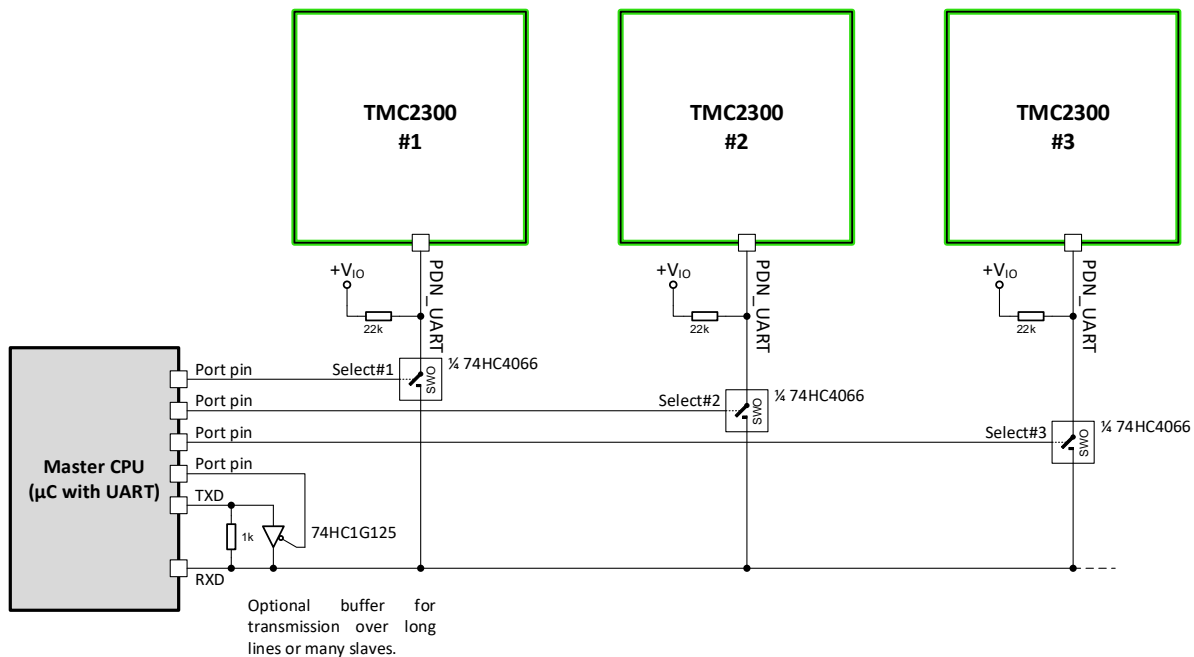 TMC2300
#1
TMC2300
#2
TMC2300
#3
PDN_UART
PDN_UART
PDN_UART
+VIO
+VIO
+VIO
22k
22k
22k
Master CPU
(µC with UART)
Port pin
Select#1
SWO
¼ 74HC4066
Port pin
Select#2
SWO
¼ 74HC4066
Port pin
Select#3
SWO
¼ 74HC4066
Port pin
TXD
1k
74HC1G125
RXD
Optional buffer for
transmission over long
lines or many slaves.